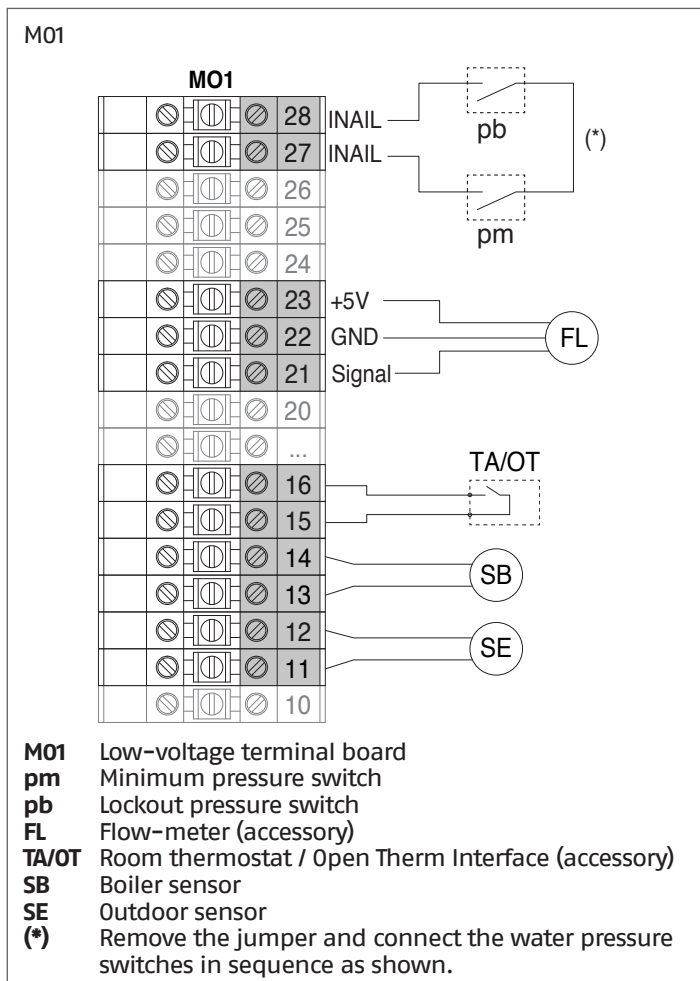 M01
MO1
28 INAIL
pb
(*)
27 INAIL
26
pm
25
24
23 +5V
22 GND
FL
21 Signal
20
...
TA/OT
16
15
14
SB
13
12
SE
11
10
M01 Low-voltage terminal board
pm Minimum pressure switch
pb Lockout pressure switch
FL Flow-meter (accessory)
TA/OT Room thermostat / Open Therm Interface (accessory)
SB Boiler sensor
SE Outdoor sensor
(*) Remove the jumper and connect the water pressure
switches in sequence as shown.